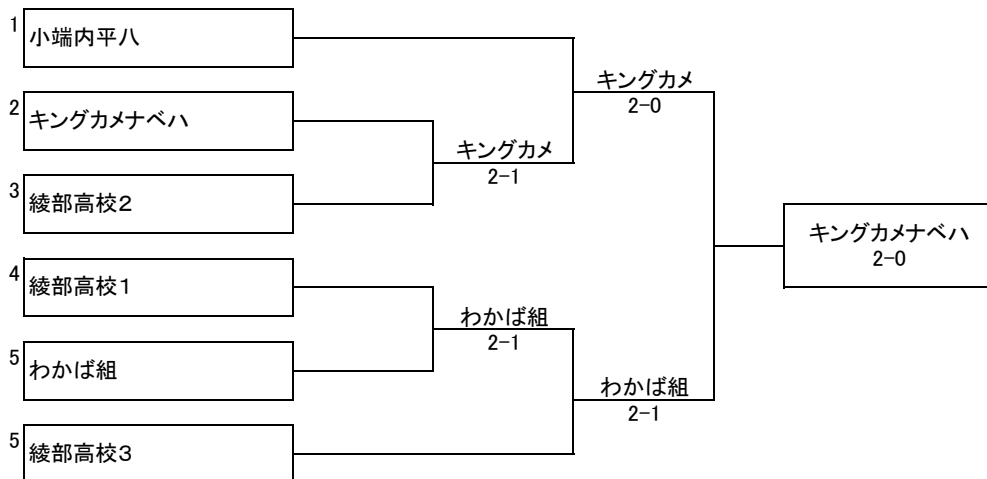 1
小端内平八
キングカメ
2-0
2
キングカメナベハ
キングカメ
2-1
3
綾部高校２
キングカメナベハ
2-0
4
綾部高校１
わかば組
2-1
5
わかば組
わかば組
2-1
5
綾部高校３